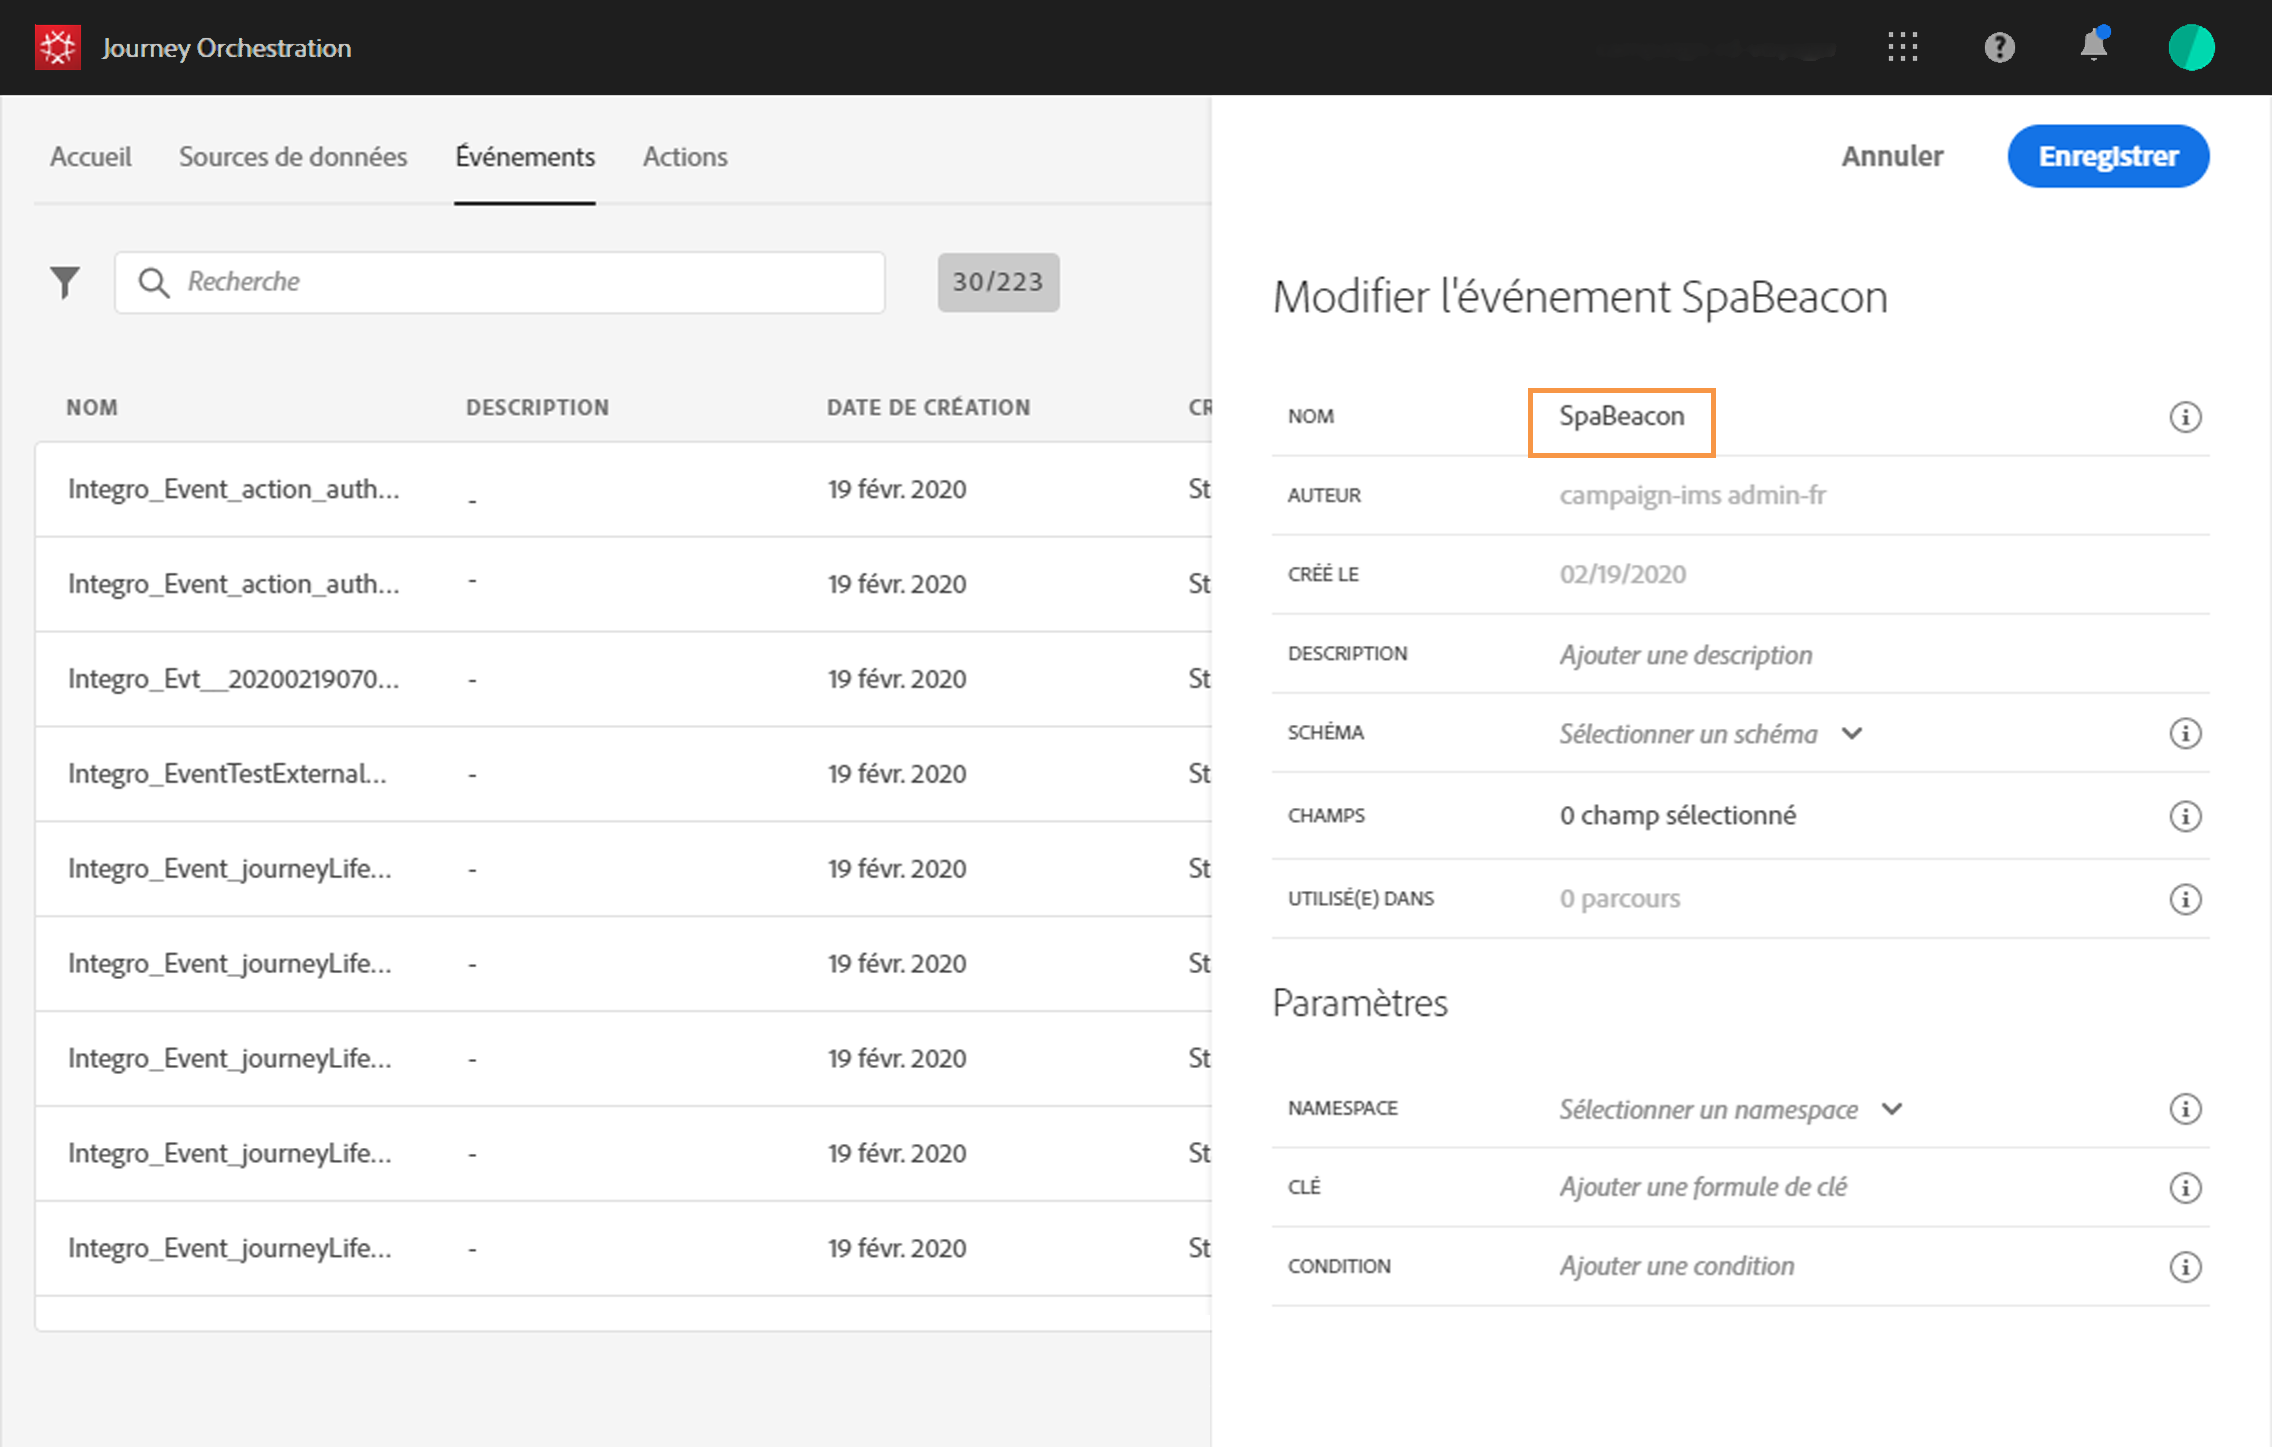 Journey Orchestration
Accueil Sources de données Événements Actions
Annuler Enregistrer
Recherche 30/223
NOM DESCRIPTION DATE DE CRÉATION CR
Integro_Event_action_auth... - 19 févr. 2020 St
Integro_Event_action_auth... - 19 févr. 2020 St
Integro_Evt__20200219070... - 19 févr. 2020 St
Integro_EventTestExternal... - 19 févr. 2020 St
Integro_Event_journeyLife... - 19 févr. 2020 St
Integro_Event_journeyLife... - 19 févr. 2020 St
Integro_Event_journeyLife... - 19 févr. 2020 St
Integro_Event_journeyLife... - 19 févr. 2020 St
Integro_Event_journeyLife... - 19 févr. 2020 St
Modifier l'événement SpaBeacon
NOM SpaBeacon
AUTEUR campaign-ims admin-fr
CRÉÉ LE 02/19/2020
DESCRIPTION Ajouter une description
SCHÉMA Sélectionner un schéma
CHAMPS 0 champ sélectionné
UTILISÉ(E) DANS 0 parcours
Paramètres
NAMESPACE Sélectionner un namespace
CLÉ Ajouter une formule de clé
CONDITION Ajouter une condition